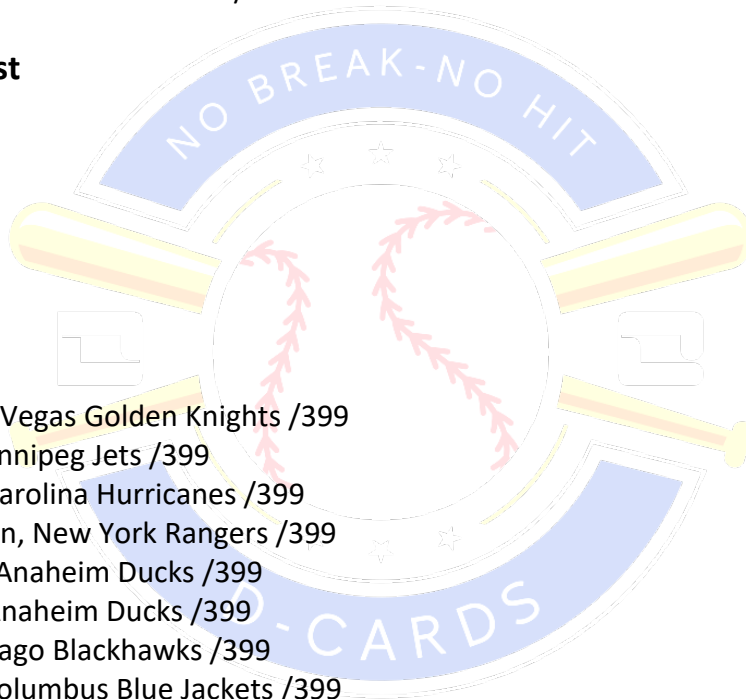 st
NO BREAK-NO HIT
Vegas Golden Knights /399
nnipeg Jets /399
arolina Hurricanes /399
n, New York Rangers /399
Anaheim Ducks /399
naheim Ducks /399
ago Blackhawks /399
olumbus Blue Jackets /399
D-CARDS